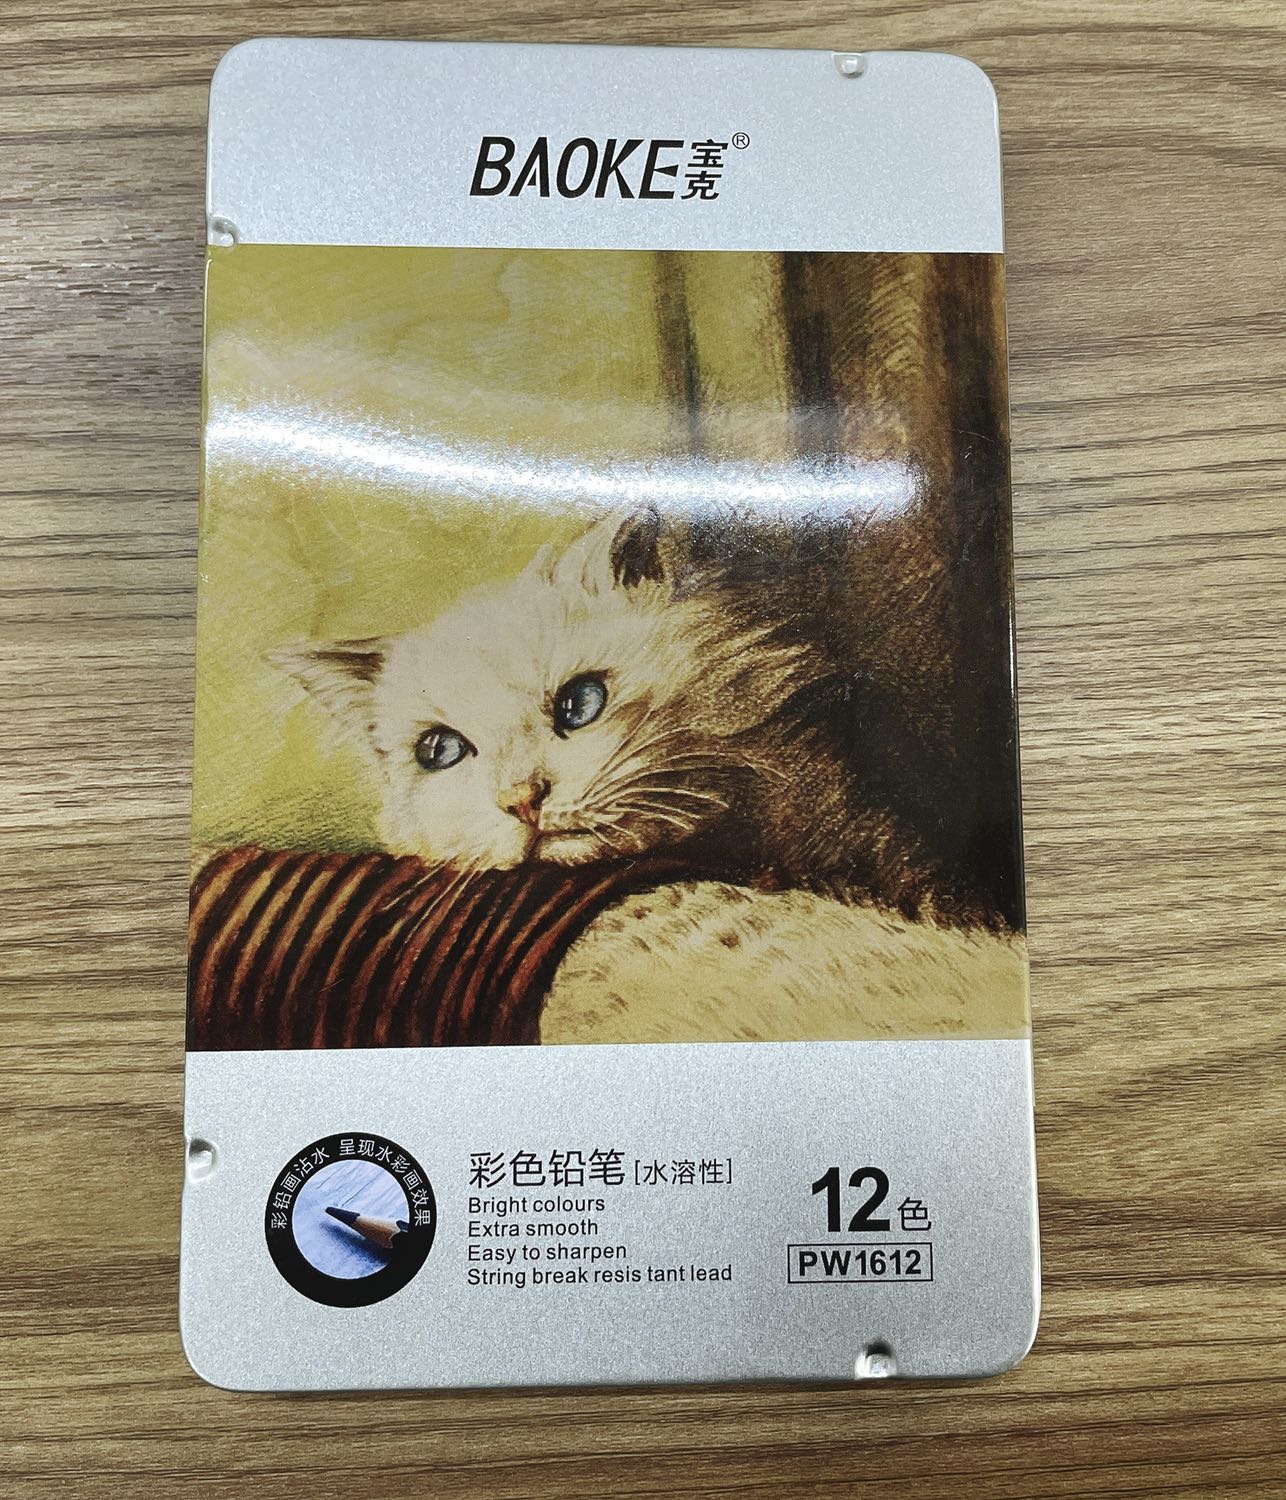 BAOKE宝克®
彩铅画沾水 呈现水彩画效果
彩色铅笔 [水溶性]
Bright colours
Extra smooth
Easy to sharpen
String break resis tant lead
12色
PW1612